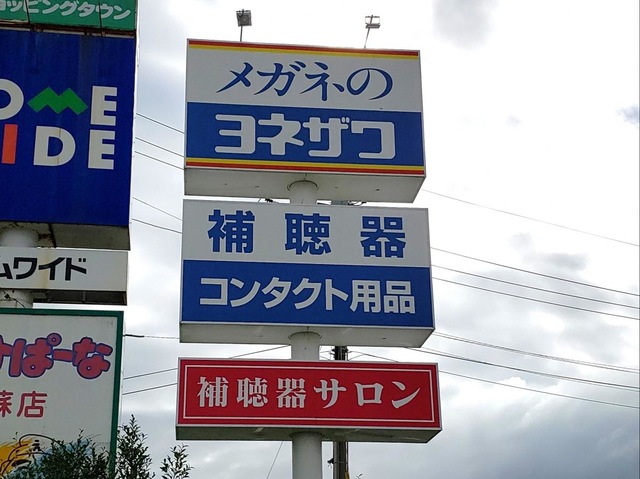 ョッピングタウン
OME
IDE
ムワイド
ぱーな
蘇店
メガネの
ヨネザワ
補聴器
コンタクト用品
補聴器サロン